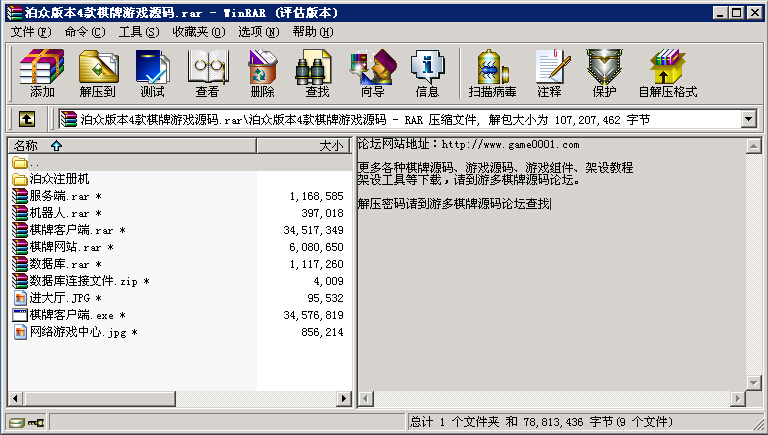 泊众版本4款棋牌游戏源码.rar - WinRAR (评估版本)
文件(F) 命令(C) 工具(S) 收藏夹(O) 选项(N) 帮助(H)
添加 解压到 测试 查看 删除 查找 向导 信息 扫描病毒 注释 保护 自解压格式
泊众版本4款棋牌游戏源码.rar\泊众版本4款棋牌游戏源码 - RAR 压缩文件, 解包大小为 107,207,462 字节
名称 大小
..
泊众注册机
服务端.rar * 1,168,585
机器人.rar * 397,018
棋牌客户端.rar * 34,517,349
棋牌网站.rar * 6,080,650
数据库.rar * 1,117,260
数据库连接文件.zip * 4,009
进大厅.JPG * 95,532
棋牌客户端.exe * 34,576,819
网络游戏中心.jpg * 856,214
论坛网站地址：http://www.game0001.com
更多各种棋牌源码、游戏源码、游戏组件、架设教程
架设工具等下载，请到游多棋牌源码论坛。
解压密码请到游多棋牌源码论坛查找
总计 1 个文件夹 和 78,813,436 字节(9 个文件)